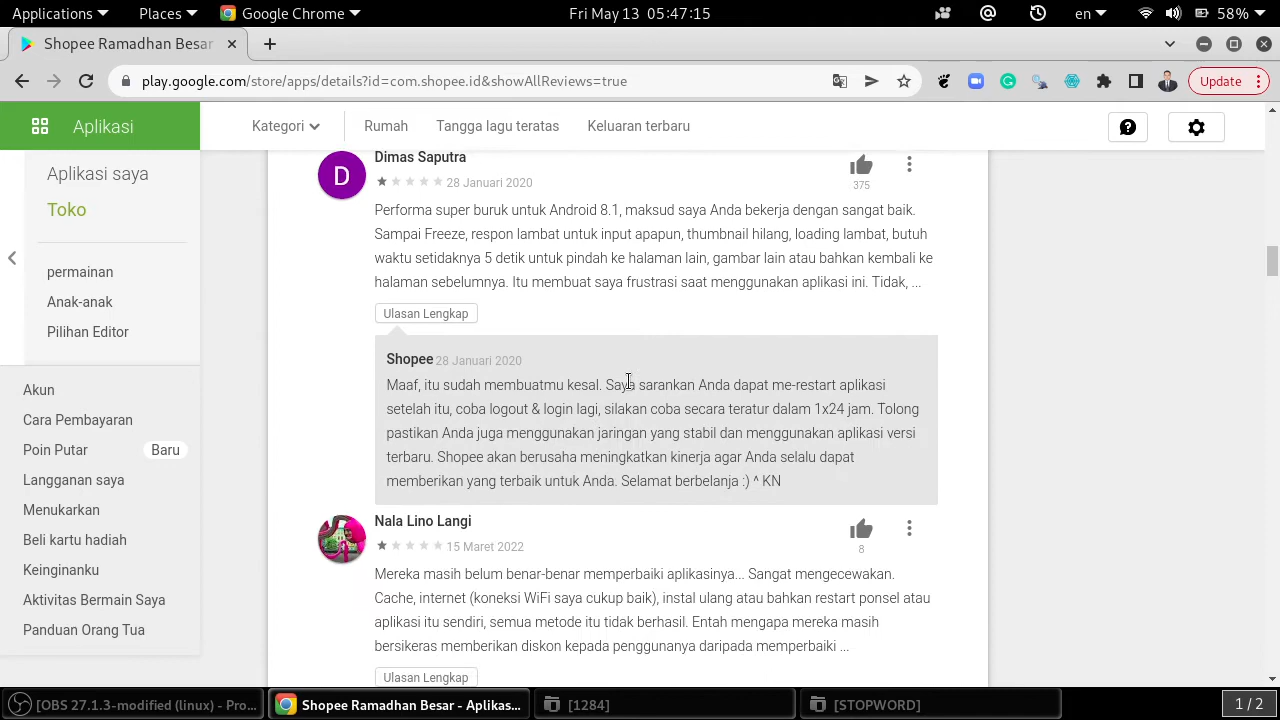 Applications
Places
Google Chrome
Fri May 13 05:47:15
en
58%
Shopee Ramadhan Besar
play.google.com/store/apps/details?id=com.shopee.id&showAllReviews=true
Update
Aplikasi
Kategori
Rumah
Tangga lagu teratas
Keluaran terbaru
Aplikasi saya
Toko
permainan
Anak-anak
Pilihan Editor
Akun
Cara Pembayaran
Poin Putar
Baru
Langganan saya
Menukarkan
Beli kartu hadiah
Keinginanku
Aktivitas Bermain Saya
Panduan Orang Tua
D
Dimas Saputra
28 Januari 2020
375
Performa super buruk untuk Android 8.1, maksud saya Anda bekerja dengan sangat baik.
Sampai Freeze, respon lambat untuk input apapun, thumbnail hilang, loading lambat, butuh
waktu setidaknya 5 detik untuk pindah ke halaman lain, gambar lain atau bahkan kembali ke
halaman sebelumnya. Itu membuat saya frustrasi saat menggunakan aplikasi ini. Tidak, ...
Ulasan Lengkap
Shopee 28 Januari 2020
Maaf, itu sudah membuatmu kesal. Saya sarankan Anda dapat me-restart aplikasi
setelah itu, coba logout & login lagi, silakan coba secara teratur dalam 1x24 jam. Tolong
pastikan Anda juga menggunakan jaringan yang stabil dan menggunakan aplikasi versi
terbaru. Shopee akan berusaha meningkatkan kinerja agar Anda selalu dapat
memberikan yang terbaik untuk Anda. Selamat berbelanja :) ^ KN
Nala Lino Langi
15 Maret 2022
8
Mereka masih belum benar-benar memperbaiki aplikasinya... Sangat mengecewakan.
Cache, internet (koneksi WiFi saya cukup baik), instal ulang atau bahkan restart ponsel atau
aplikasi itu sendiri, semua metode itu tidak berhasil. Entah mengapa mereka masih
bersikeras memberikan diskon kepada penggunanya daripada memperbaiki ...
Ulasan Lengkap
[OBS 27.1.3-modified (linux) - Pro...
Shopee Ramadhan Besar - Aplikas...
[1284]
[STOPWORD]
1 / 2